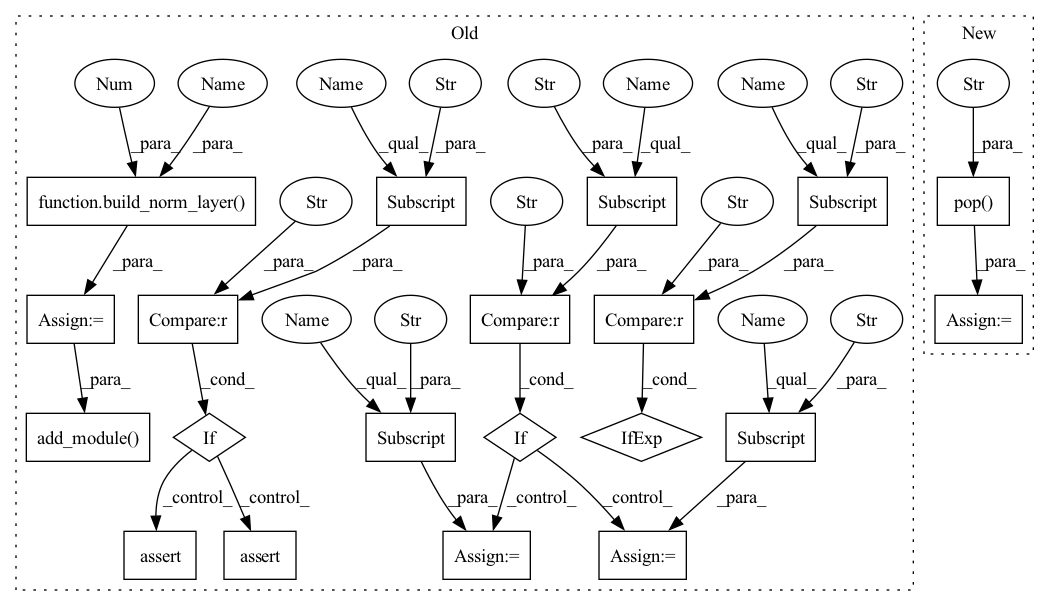 Old
New
Num
Name
Name
Str
Str
Name
Name
Str
Str
_para_
_para_
_qual_
_para_
_para_
_qual_
_qual_
_para_
_para_
function.build_norm_layer()
Str
Subscript
Str
Subscript
Str
Subscript
pop()
_para_
_para_
_para_
_para_
_para_
_para_
_para_
_para_
Assign:=
Compare:r
Name
Str
Compare:r
Compare:r
Name
Str
Assign:=
_para_
_cond_
_qual_
_para_
_cond_
_cond_
_qual_
_para_
add_module()
If
Subscript
If
IfExp
Subscript
_control_
_control_
_para_
_control_
_control_
_para_
assert
assert
Assign:=
Assign:=